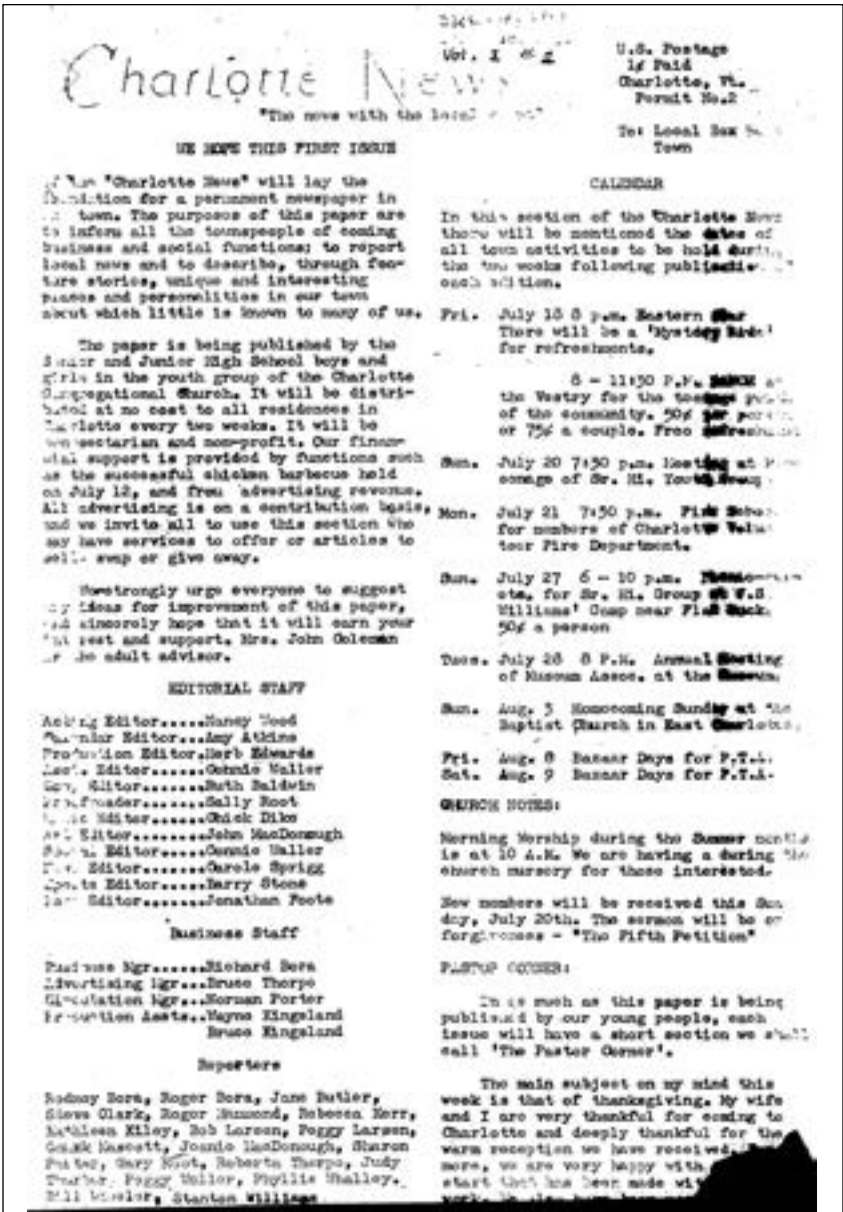 Vol. 1
U.S. Postage
1¢ Paid
Charlotte, Vt.
Permit No.2
Charlotte News
"The news with the local
To: Local Box
Town
WE HOPE THIS FIRST ISSUE
"Charlotte News" will lay the
for a permanent newspaper in
town. The purposes of this paper are
to inform all the townspeople of coming
business and social functions; to report
local news and to describe, through fea-
ture stories, unique and interesting
places and personalities in our town
about which little is known to many of us.
The paper is being published by the
Senior and Junior High School boys and
girls in the youth group of the Charlotte
Congregational Church. It will be distri-
buted at no cost to all residences in
Charlotte every two weeks. It will be
nonsectarian and non-profit. Our finan-
cial support is provided by functions such
as the successful chicken barbecue held
on July 12, and from advertising revenue.
All advertising is on a contribution basis,
and we invite all to use this section who
may have services to offer or articles to
sell, swap or give away.
We strongly urge everyone to suggest
any ideas for improvement of this paper,
and sincerely hope that it will earn your
and support. Mrs. John Coleman
is the adult advisor.
EDITORIAL STAFF
Acting Editor.....Nancy Wood
Calendar Editor...Amy Atkins
Production Editor.Herb Edwards
Editor.......Connie Waller
Editor.......Ruth Baldwin
Proofreader.......Sally Root
Editor......Chick Dike
Art Editor........John MacDonough
Social Editor.....Connie Waller
Editor.......Carole Sprigg
Sports Editor.....Barry Stone
Editor.......Jonathan Foote
Business Staff
Business Mgr......Richard Bora
Advertising Mgr...Bruce Thorpe
Circulation Mgr...Norman Porter
Production Assts..Wayne Kingsland
Bruce Kingsland
Reporters
Rodney Bora, Roger Bora, Jane Butler,
Steve Clark, Roger Hammond, Rebecca Kerr,
Kathleen Kiley, Bob Larsen, Peggy Larsen,
Joanie MacDonough, Sharon
Porter, Gary Root, Roberta Thorpe, Judy
Thurber, Peggy Waller, Phyllis Whalley,
Bill Wheeler, Stanton Williams
CALENDAR
In this section of the Charlotte News
there will be mentioned the dates of
all town activities to be held during
the two weeks following publication of
each edition.
Fri. July 18 8 p.m. Eastern Star
There will be a 'Mystery Ride'
for refreshments.
8 - 11:30 P.M. DANCE at
the Vestry for the teenage
of the community. 50¢ per person
or 75¢ a couple. Free refreshments
Sun. July 20 7:30 p.m. Meeting at Par-
sonage of Sr. Hi. Youth Group
Mon. July 21 7:30 p.m. Fire School
for members of Charlotte Volun-
teer Fire Department.
Sun. July 27 6 - 10 p.m.
etc. for Sr. Hi. Group at
Williams' Camp near Flat Rock.
50¢ a person
Tues. July 28 8 P.M. Annual Meeting
of Museum Assoc. at the Museum.
Sun. Aug. 3 Homecoming Sunday at the
Baptist Church in East Charlotte.
Fri. Aug. 8 Bazaar Days for P.T.A.
Sat. Aug. 9 Bazaar Days for P.T.A.
CHURCH NOTES:
Morning Worship during the Summer months
is at 10 A.M. We are having a during the
church nursery for those interested.
New members will be received this Sun
day, July 20th. The sermon will be on
forgiveness - "The Fifth Petition"
PASTOR CORNER:
In as much as this paper is being
published by our young people, each
issue will have a short section we shall
call 'The Pastor Corner'.
The main subject on my mind this
week is that of thanksgiving. My wife
and I are very thankful for coming to
Charlotte and deeply thankful for the
warm reception we have received.
more, we are very happy with
start that has been made
work. We also have been